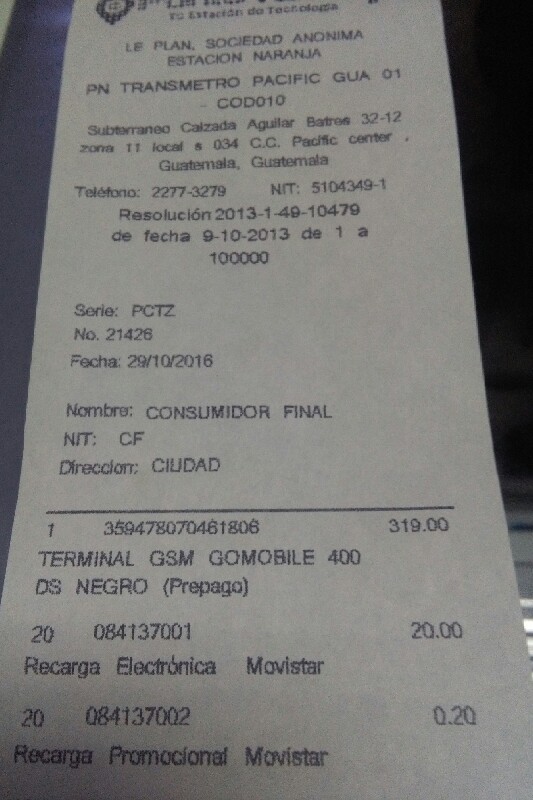 Tu Estación de Tecnología
LE PLAN, SOCIEDAD ANONIMA
ESTACION NARANJA
PN TRANSMETRO PACIFIC GUA 01
- COD010
Subterraneo Calzada Aguilar Batres 32-12
zona 11 local s 034 C.C. Pacific center .
Guatemala, Guatemala
Teléfono: 2277-3279 NIT: 5104349-1
Resolución 2013-1-49-10479
de fecha 9-10-2013 de 1 a
100000
Serie: PCTZ
No. 21426
Fecha: 29/10/2016
Nombre: CONSUMIDOR FINAL
NIT: CF
Direccion: CIUDAD
1 359478070461806 319.00
TERMINAL GSM GOMOBILE 400
DS NEGRO (Prepago)
20 084137001 20.00
Recarga Electrónica Movistar
20 084137002 0.20
Recarga Promocional Movistar